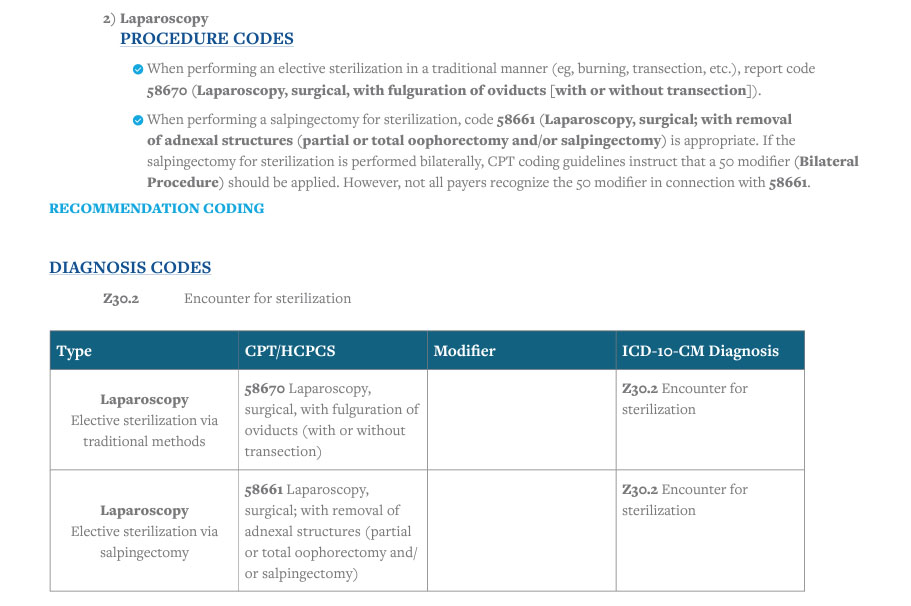 2) Laparoscopy
PROCEDURE CODES
When performing an elective sterilization in a traditional manner (eg, burning, transection, etc.), report code
58670 (Laparoscopy, surgical, with fulguration of oviducts [with or without transection]).
When performing a salpingectomy for sterilization, code 58661 (Laparoscopy, surgical; with removal
of adnexal structures (partial or total oophorectomy and/or salpingectomy) is appropriate. If the
salpingectomy for sterilization is performed bilaterally, CPT coding guidelines instruct that a 50 modifier (Bilateral
Procedure) should be applied. However, not all payers recognize the 50 modifier in connection with 58661.
RECOMMENDATION CODING
DIAGNOSIS CODES
Z30.2 Encounter for sterilization
Type CPT/HCPCS Modifier ICD-10-CM Diagnosis
Laparoscopy
Elective sterilization via
traditional methods
58670 Laparoscopy,
surgical, with fulguration of
oviducts (with or without
transection)
Z30.2 Encounter for
sterilization
Laparoscopy
Elective sterilization via
salpingectomy
58661 Laparoscopy,
surgical; with removal of
adnexal structures (partial
or total oophorectomy and/
or salpingectomy)
Z30.2 Encounter for
sterilization